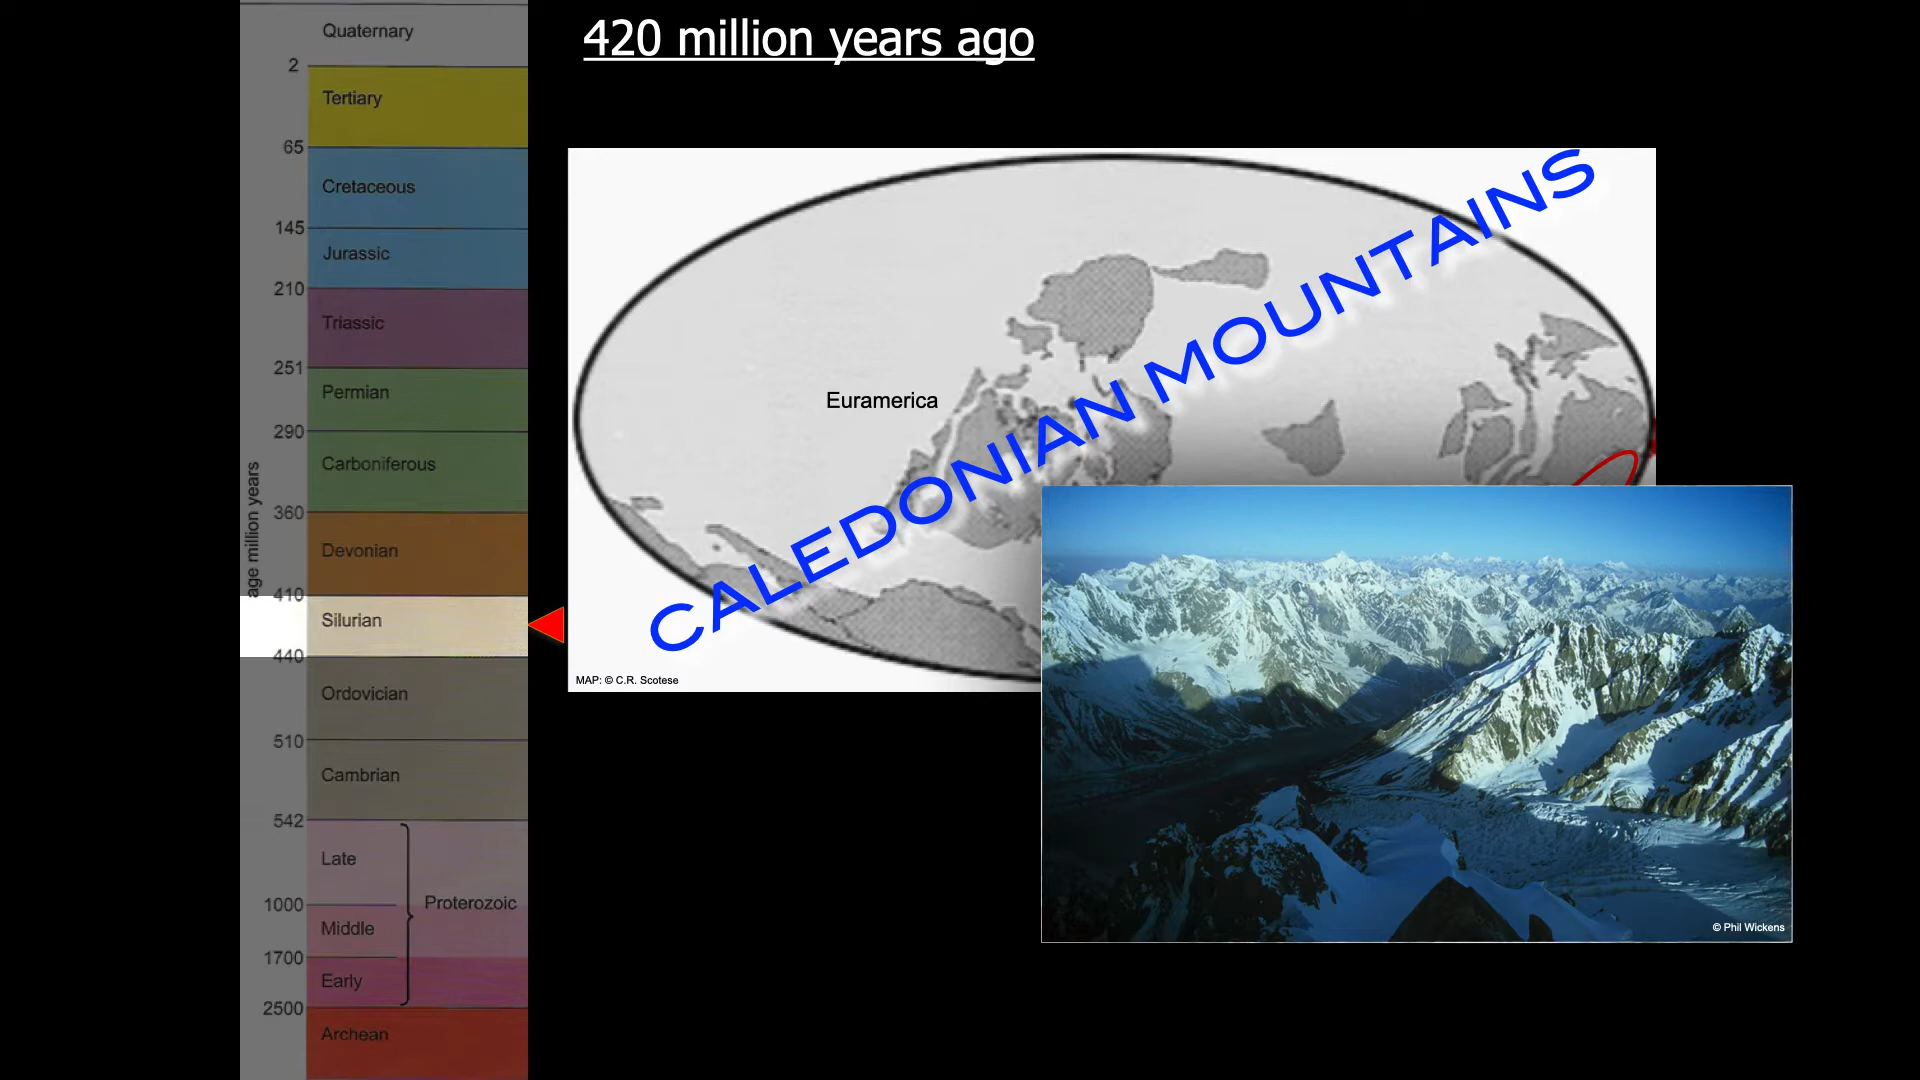 420 million years ago
Quaternary
2
Tertiary
65
Cretaceous
145
Jurassic
210
Triassic
251
Permian
290
Carboniferous
360
Devonian
410
Silurian
440
Ordovician
510
Cambrian
542
Late
Proterozoic
1000
Middle
1700
Early
2500
Archean
age million years
CALEDONIAN MOUNTAINS
Euramerica
MAP: © C.R. Scotese
© Phil Wickens